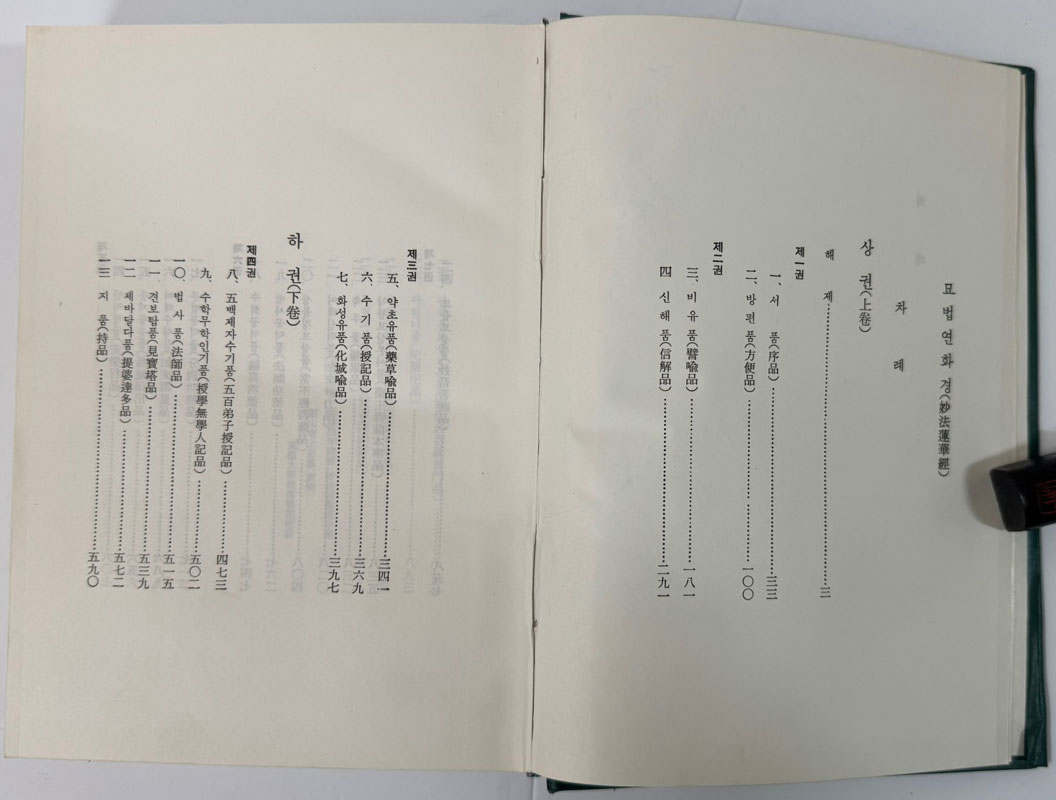 묘법연화경(妙法蓮華經)
차 례
상 권(上卷)
해 제……三
제一권
一、서 품(序品)……三三
二、방편품(方便品)……一〇〇
제二권
三、비유품(譬喩品)……一八一
四、신해품(信解品)……二九一
제三권
五、약초유품(藥草喩品)……三四一
六、수기품(授記品)……三六九
七、화성유품(化城喩品)……三九七
하 권(下卷)
제四권
八、五백제자수기품(五百弟子授記品)……四七三
九、수학무학인기품(授學無學人記品)……五〇二
一〇、법사품(法師品)……五一五
一一、견보탑품(見寶塔品)……五三九
一二、제바달다품(提婆達多品)……五七二
一三、지 품(持品)……五九〇